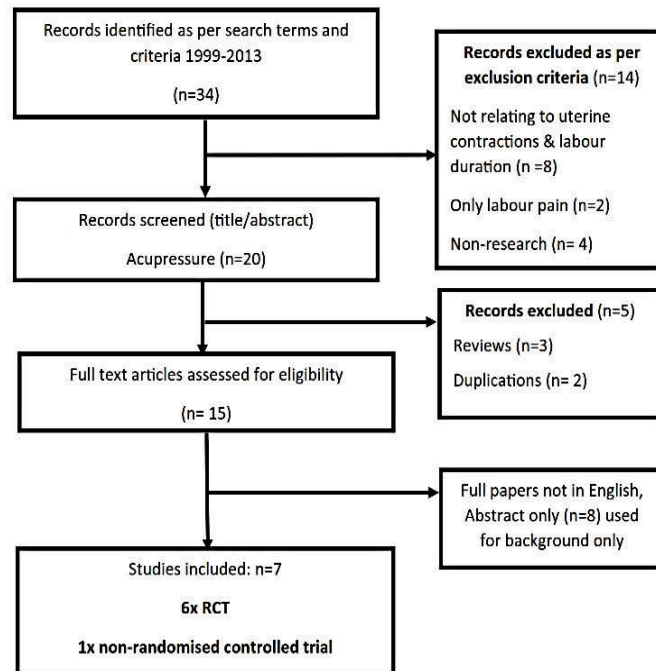 Records identified as per search terms and
criteria 1999-2013
(n=34)
Records excluded as per
exclusion criteria (n=14)
Not relating to uterine
contractions & labour
duration (n =8)
Only labour pain (n=2)
Non-research (n= 4)
Records screened (title/abstract)
Acupressure (n=20)
Records excluded (n=5)
Reviews (n=3)
Duplications (n= 2)
Full text articles assessed for eligibility
(n= 15)
Full papers not in English,
Abstract only (n=8) used
for background only
Studies included: n=7
6x RCT
1x non-randomised controlled trial